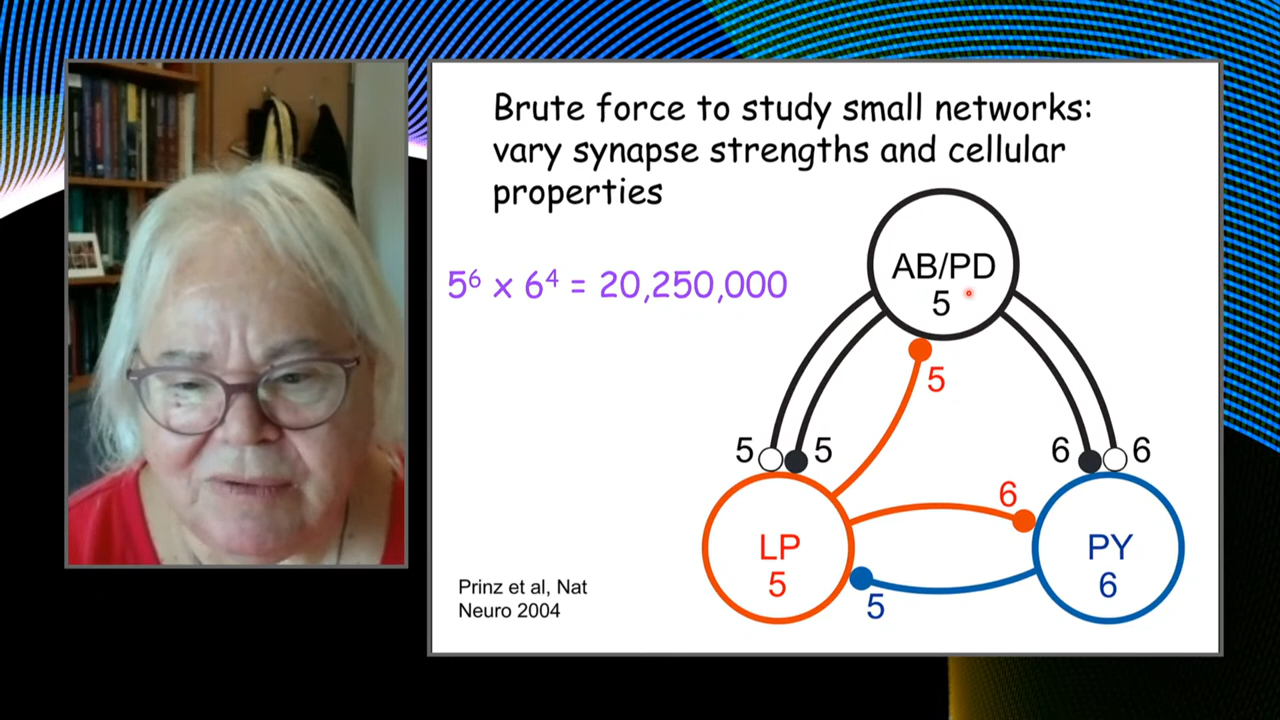 Brute force to study small networks:
vary synapse strengths and cellular
properties
5⁶ x 6⁴ = 20,250,000
AB/PD
5
5
5
5
6
6
6
LP
5
PY
6
5
Prinz et al, Nat
Neuro 2004